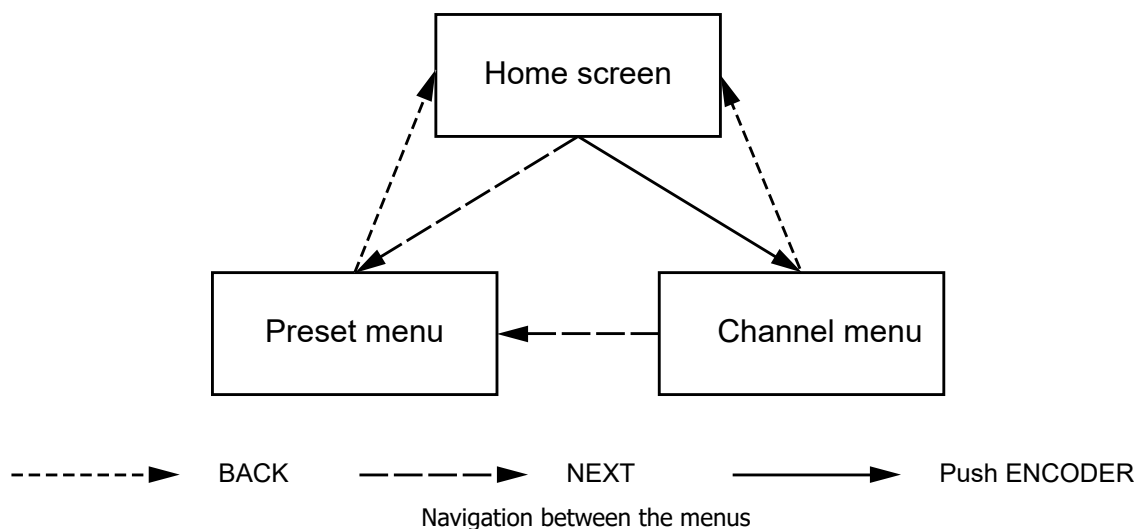 Home screen
Preset menu
Channel menu
BACK
NEXT
Push ENCODER
Navigation between the menus